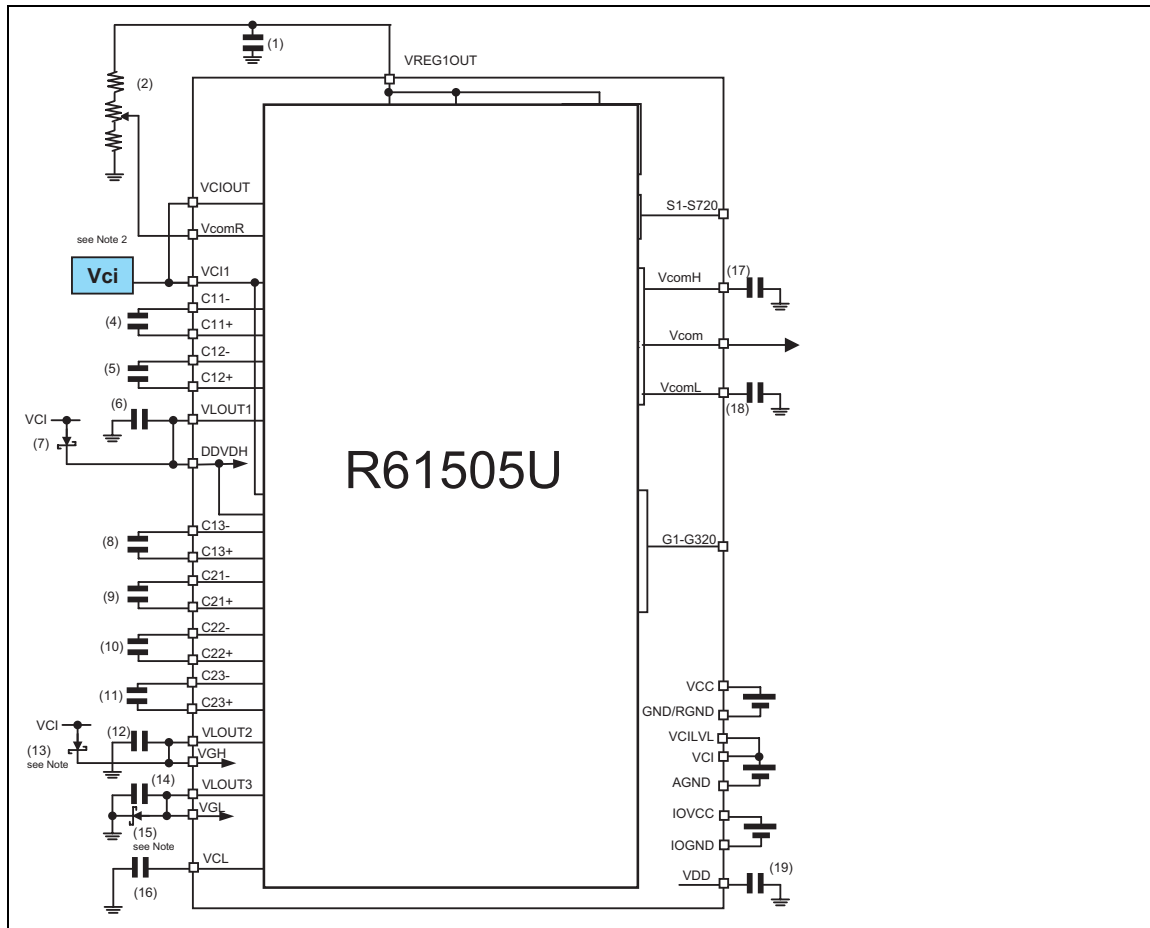 (1)
VREG1OUT
(2)
VCIOUT
VcomR
see Note 2
Vci
VCI1
C11-
(4)
C11+
C12-
(5)
C12+
(6)
VLOUT1
VCI
(7)
DDVDH
C13-
(8)
C13+
C21-
(9)
C21+
C22-
(10)
C22+
C23-
(11)
C23+
VCI
(12)
VLOUT2
(13)
see Note
VGH
(14)
VLOUT3
VGL
(15)
see Note
VCL
(16)
R61505U
S1-S720
VcomH
(17)
Vcom
VcomL
(18)
G1-G320
VCC
GND/RGND
VCILVL
VCI
AGND
IOVCC
IOGND
VDD
(19)